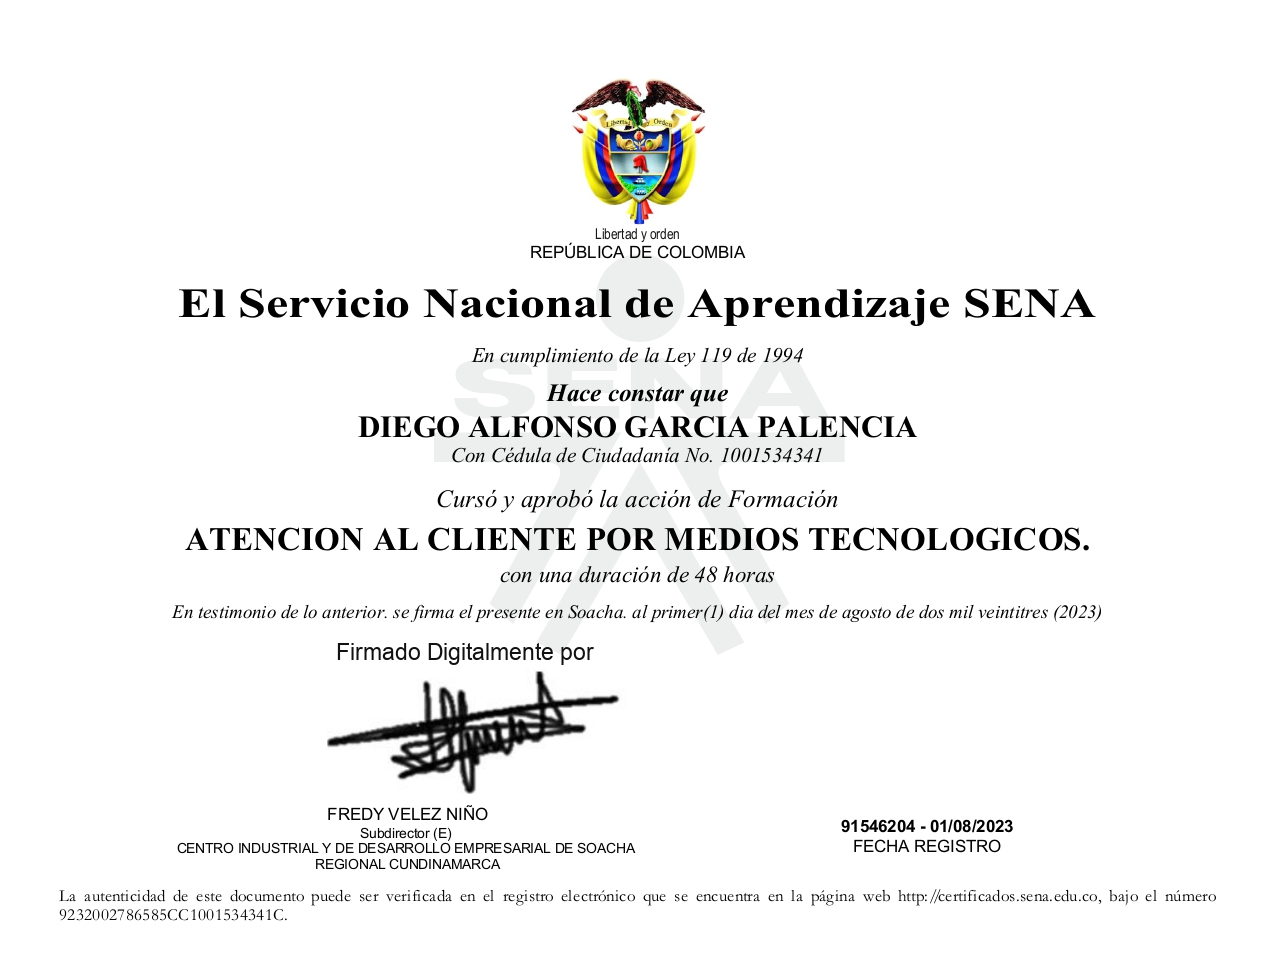 Libertad y Orden
Libertad y orden
REPÚBLICA DE COLOMBIA
El Servicio Nacional de Aprendizaje SENA
En cumplimiento de la Ley 119 de 1994
SENA
Hace constar que
DIEGO ALFONSO GARCIA PALENCIA
Con Cédula de Ciudadanía No. 1001534341
Cursó y aprobó la acción de Formación
ATENCION AL CLIENTE POR MEDIOS TECNOLOGICOS.
con una duración de 48 horas
En testimonio de lo anterior. se firma el presente en Soacha. al primer(1) dia del mes de agosto de dos mil veintitres (2023)
Firmado Digitalmente por
FREDY VELEZ NIÑO
Subdirector (E)
CENTRO INDUSTRIAL Y DE DESARROLLO EMPRESARIAL DE SOACHA
REGIONAL CUNDINAMARCA
91546204 - 01/08/2023
FECHA REGISTRO
La autenticidad de este documento puede ser verificada en el registro electrónico que se encuentra en la página web http://certificados.sena.edu.co, bajo el número
9232002786585CC1001534341C.